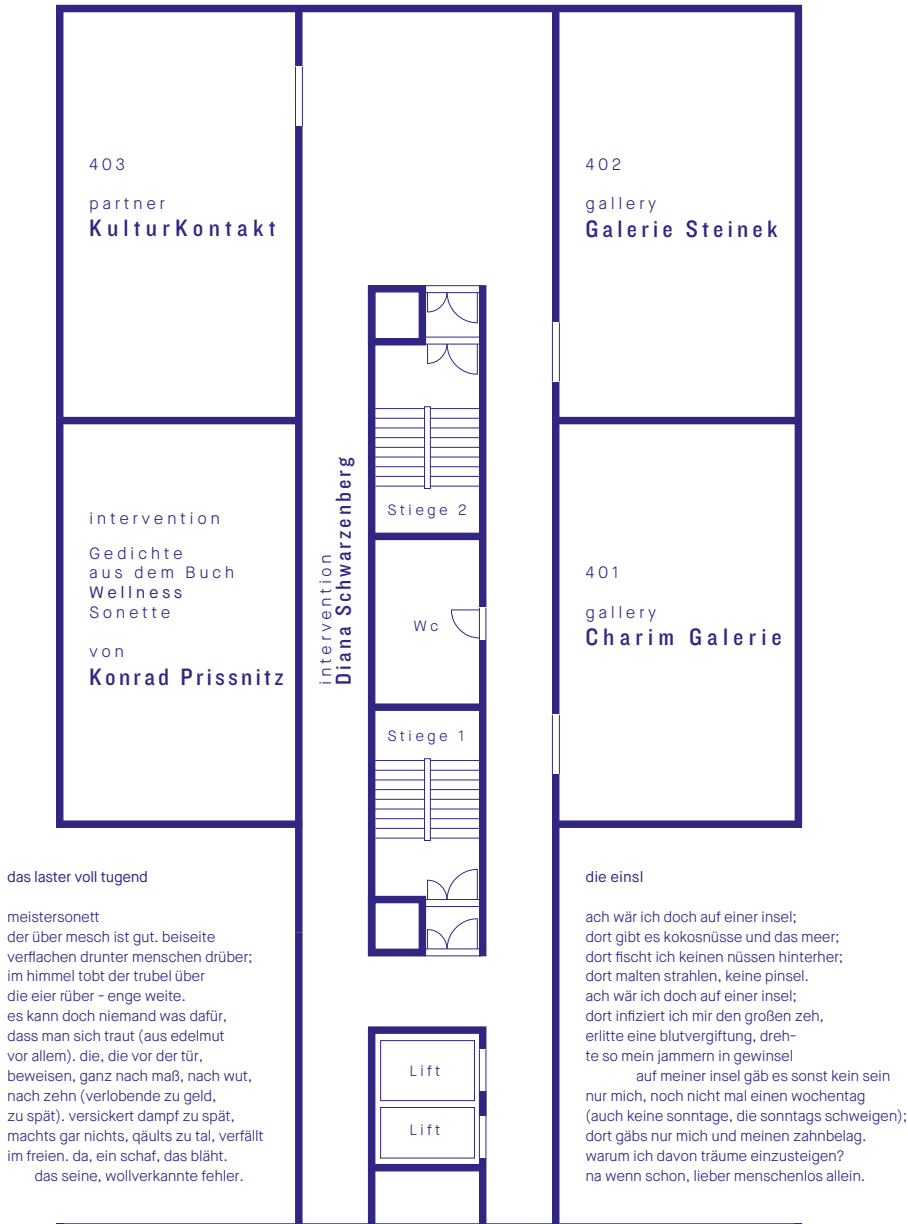 403
partner
KulturKontakt
402
gallery
Galerie Steinek
intervention
Gedichte
aus dem Buch
Wellness
Sonette
von
Konrad Prissnitz
intervention
Diana Schwarzenberg
Stiege 2
Wc
Stiege 1
401
gallery
Charim Galerie
Lift
Lift
das laster voll tugend
meistersonett
der über mesch ist gut. beiseite
verflachen drunter menschen drüber;
im himmel tobt der trubel über
die eier rüber - enge weite.
es kann doch niemand was dafür,
dass man sich traut (aus edelmut
vor allem). die, die vor der tür,
beweisen, ganz nach maß, nach wut,
nach zehn (verlobende zu geld,
zu spät). versickert dampf zu spät,
machts gar nichts, qäults zu tal, verfällt
im freien. da, ein schaf, das bläht.
das seine, wollverkannte fehler.
die einsl
ach wär ich doch auf einer insel;
dort gibt es kokosnüsse und das meer;
dort fischt ich keinen nüssen hinterher;
dort malten strahlen, keine pinsel.
ach wär ich doch auf einer insel;
dort infiziert ich mir den großen zeh,
erlitte eine blutvergiftung, dreh-
te so mein jammern in gewinsel
auf meiner insel gäb es sonst kein sein
nur mich, noch nicht mal einen wochentag
(auch keine sonntage, die sonntags schweigen);
dort gäbs nur mich und meinen zahnbelag.
warum ich davon träume einzusteigen?
na wenn schon, lieber menschenlos allein.